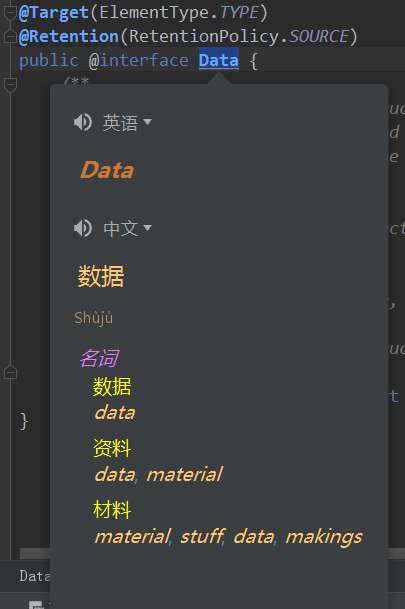 @Target(ElementType.TYPE)
@Retention(RetentionPolicy.SOURCE)
public @interface Data {
/**
英语
Data
中文
数据
Shùjù
名词
数据
data
资料
data, material
材料
material, stuff, data, makings
}
Data